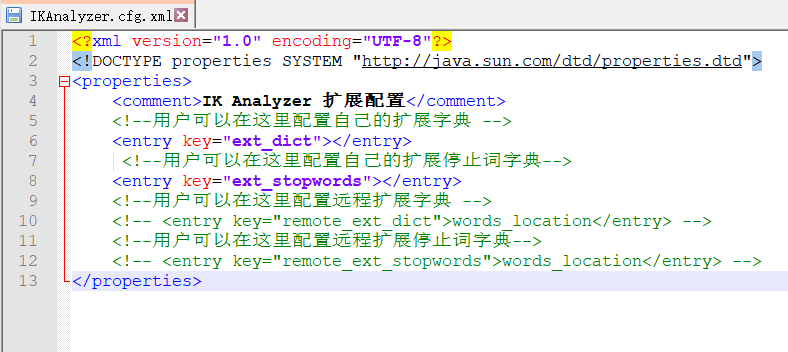 IKAnalyzer.cfg.xml
1 <?xml version="1.0" encoding="UTF-8"?>
2 <!DOCTYPE properties SYSTEM "http://java.sun.com/dtd/properties.dtd">
3 <properties>
4 <comment>IK Analyzer 扩展配置</comment>
5 <!--用户可以在这里配置自己的扩展字典 -->
6 <entry key="ext_dict"></entry>
7 <!--用户可以在这里配置自己的扩展停止词字典-->
8 <entry key="ext_stopwords"></entry>
9 <!--用户可以在这里配置远程扩展字典 -->
10 <!-- <entry key="remote_ext_dict">words_location</entry> -->
11 <!--用户可以在这里配置远程扩展停止词字典-->
12 <!-- <entry key="remote_ext_stopwords">words_location</entry> -->
13 </properties>